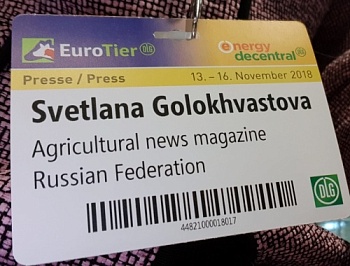 EuroTier DLG
energy
decentral DLG
Presse / Press 13. – 16. November 2018
Svetlana Golokhvastova
Agricultural news magazine
Russian Federation
44821000018017
DLG